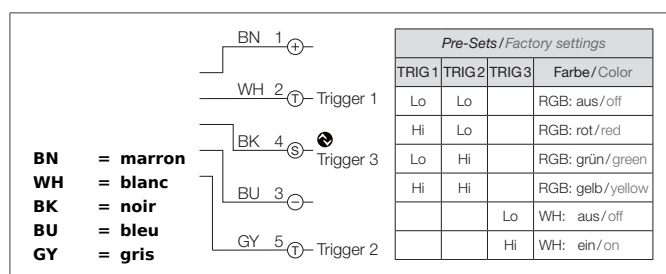 BN 1 +
WH 2 T Trigger 1
BK 4 S Trigger 3
BU 3 −
GY 5 T Trigger 2
BN = marron
WH = blanc
BK = noir
BU = bleu
GY = gris
Pre-Sets/Factory settings
TRIG1 TRIG2 TRIG3 Farbe/Color
Lo Lo RGB: aus/off
Hi Lo RGB: rot/red
Lo Hi RGB: grün/green
Hi Hi RGB: gelb/yellow
Lo WH: aus/off
Hi WH: ein/on